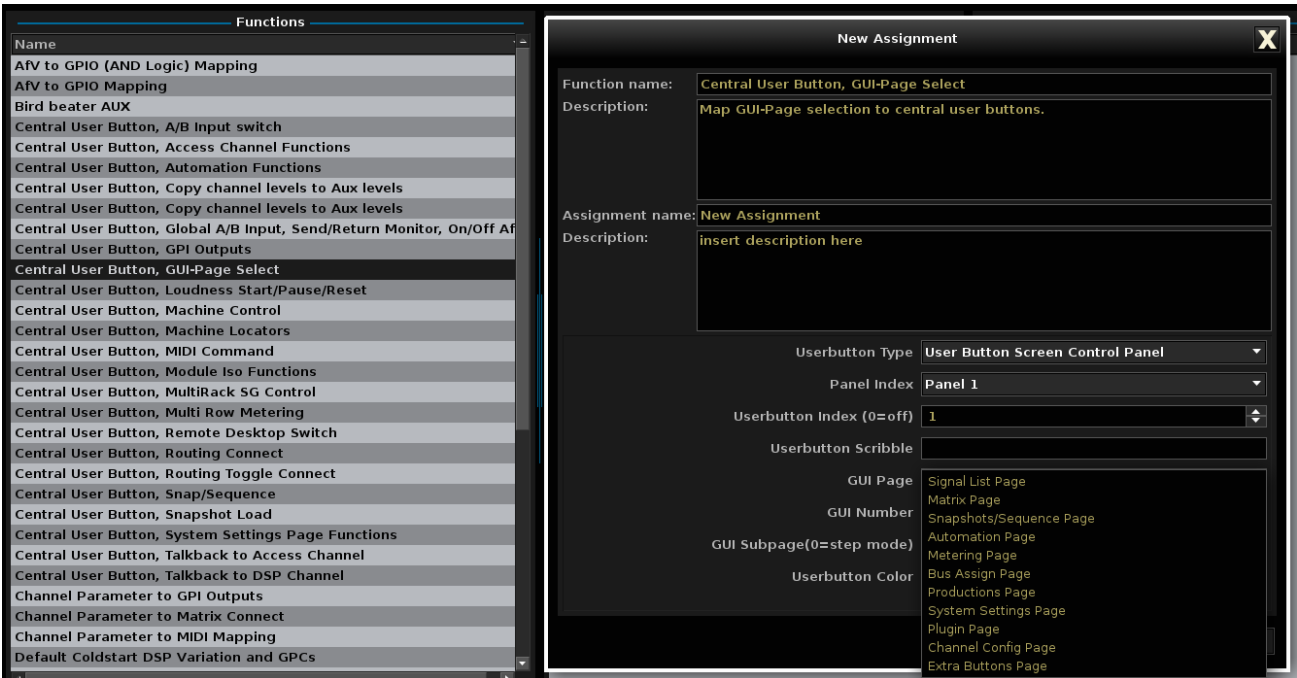 Functions
Name
AfV to GPIO (AND Logic) Mapping
AfV to GPIO Mapping
Bird beater AUX
Central User Button, A/B Input switch
Central User Button, Access Channel Functions
Central User Button, Automation Functions
Central User Button, Copy channel levels to Aux levels
Central User Button, Copy channel levels to Aux levels
Central User Button, Global A/B Input, Send/Return Monitor, On/Off Af
Central User Button, GPI Outputs
Central User Button, GUI-Page Select
Central User Button, Loudness Start/Pause/Reset
Central User Button, Machine Control
Central User Button, Machine Locators
Central User Button, MIDI Command
Central User Button, Module Iso Functions
Central User Button, MultiRack SG Control
Central User Button, Multi Row Metering
Central User Button, Remote Desktop Switch
Central User Button, Routing Connect
Central User Button, Routing Toggle Connect
Central User Button, Snap/Sequence
Central User Button, Snapshot Load
Central User Button, System Settings Page Functions
Central User Button, Talkback to Access Channel
Central User Button, Talkback to DSP Channel
Channel Parameter to GPI Outputs
Channel Parameter to Matrix Connect
Channel Parameter to MIDI Mapping
Default Coldstart DSP Variation and GPCs
New Assignment
X
Function name: Central User Button, GUI-Page Select
Description: Map GUI-Page selection to central user buttons.
Assignment name: New Assignment
Description: insert description here
Userbutton Type User Button Screen Control Panel
Panel Index Panel 1
Userbutton Index (0=off) 1
Userbutton Scribble
GUI Page
GUI Number
GUI Subpage(0=step mode)
Userbutton Color
Signal List Page
Matrix Page
Snapshots/Sequence Page
Automation Page
Metering Page
Bus Assign Page
Productions Page
System Settings Page
Plugin Page
Channel Config Page
Extra Buttons Page